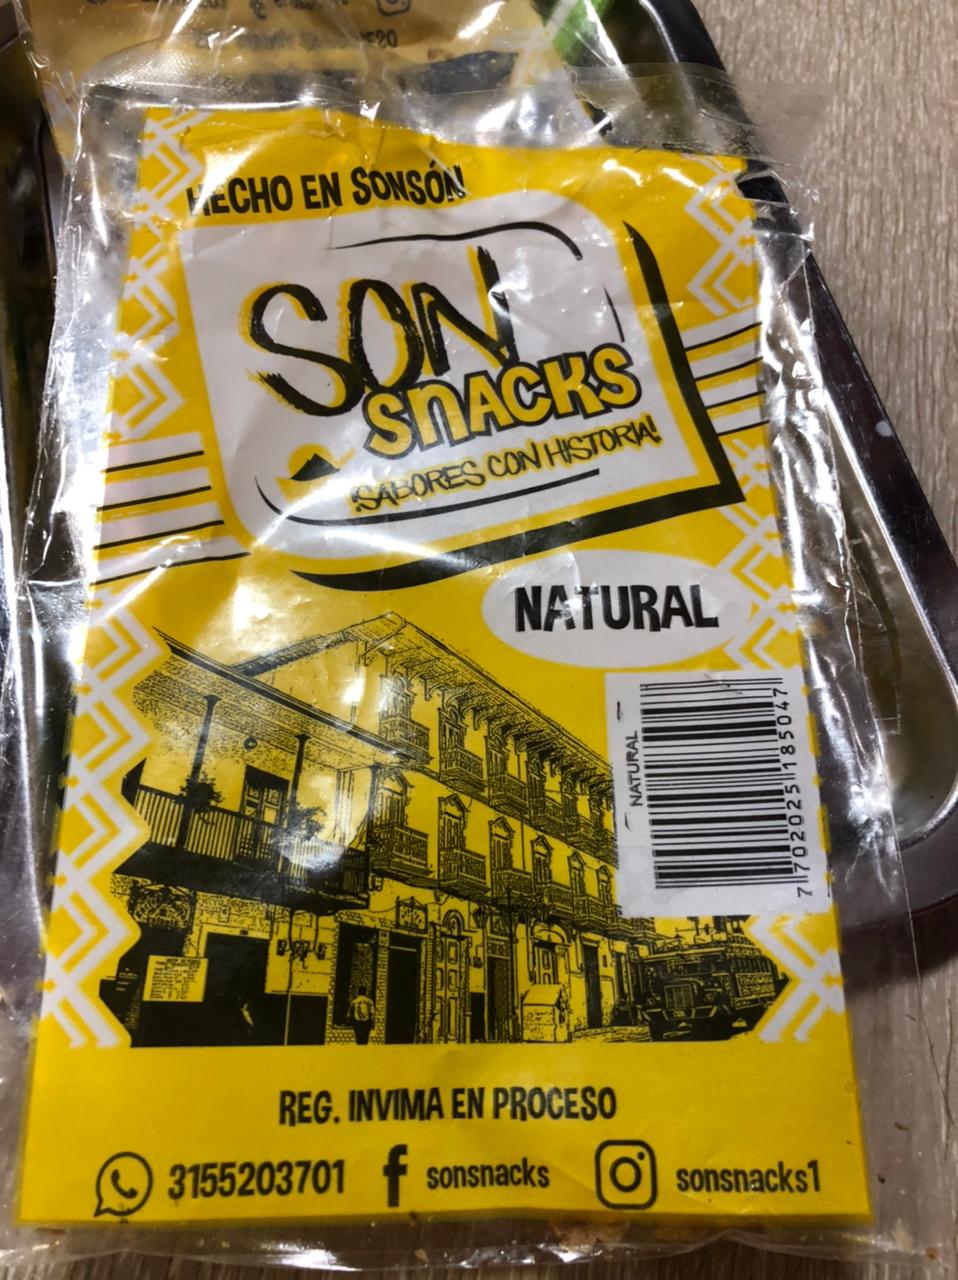 HECHO EN SONSÓN
SON
SNACKS
¡SABORES CON HISTORIA!
NATURAL
NATURAL
7702025185047
REG. INVIMA EN PROCESO
3155203701 f sonsnacks sonsnacks1